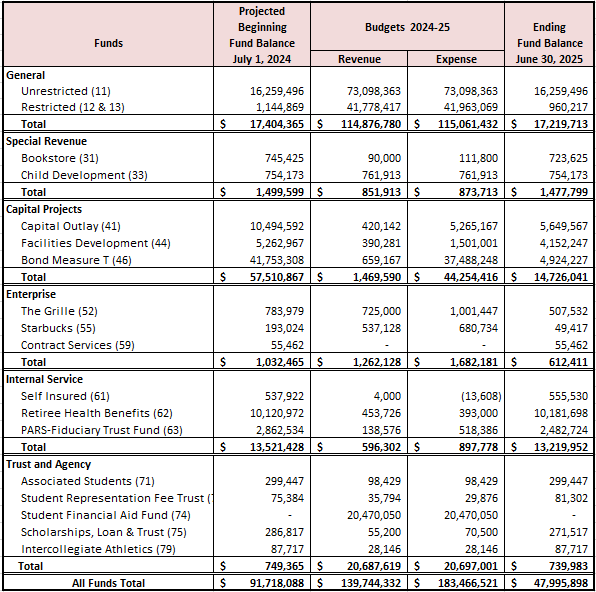 Funds Projected Beginning Fund Balance July 1, 2024 Budgets 2024-25 Revenue Expense Ending Fund Balance June 30, 2025
General
Unrestricted (11) 16,259,496 73,098,363 73,098,363 16,259,496
Restricted (12 & 13) 1,144,869 41,778,417 41,963,069 960,217
Total $ 17,404,365 $ 114,876,780 $ 115,061,432 $ 17,219,713
Special Revenue
Bookstore (31) 745,425 90,000 111,800 723,625
Child Development (33) 754,173 761,913 761,913 754,173
Total $ 1,499,599 $ 851,913 $ 873,713 $ 1,477,799
Capital Projects
Capital Outlay (41) 10,494,592 420,142 5,265,167 5,649,567
Facilities Development (44) 5,262,967 390,281 1,501,001 4,152,247
Bond Measure T (46) 41,753,308 659,167 37,488,248 4,924,227
Total $ 57,510,867 $ 1,469,590 $ 44,254,416 $ 14,726,041
Enterprise
The Grille (52) 783,979 725,000 1,001,447 507,532
Starbucks (55) 193,024 537,128 680,734 49,417
Contract Services (59) 55,462 - - 55,462
Total $ 1,032,465 $ 1,262,128 $ 1,682,181 $ 612,411
Internal Service
Self Insured (61) 537,922 4,000 (13,608) 555,530
Retiree Health Benefits (62) 10,120,972 453,726 393,000 10,181,698
PARS-Fiduciary Trust Fund (63) 2,862,534 138,576 518,386 2,482,724
Total $ 13,521,428 $ 596,302 $ 897,778 $ 13,219,952
Trust and Agency
Associated Students (71) 299,447 98,429 98,429 299,447
Student Representation Fee Trust ( 75,384 35,794 29,876 81,302
Student Financial Aid Fund (74) - 20,470,050 20,470,050 -
Scholarships, Loan & Trust (75) 286,817 55,200 70,500 271,517
Intercollegiate Athletics (79) 87,717 28,146 28,146 87,717
Total $ 749,365 $ 20,687,619 $ 20,697,001 $ 739,983
All Funds Total $ 91,718,088 $ 139,744,332 $ 183,466,521 $ 47,995,898